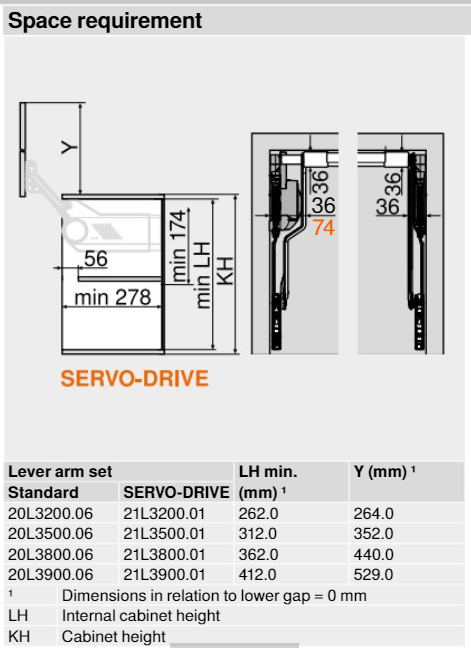 Space requirement
Y
56
min 278
min 174
min LH
KH
36
36
74
36
36
SERVO-DRIVE
Lever arm set LH min. Y (mm) ¹
Standard SERVO-DRIVE (mm) ¹
20L3200.06 21L3200.01 262.0 264.0
20L3500.06 21L3500.01 312.0 352.0
20L3800.06 21L3800.01 362.0 440.0
20L3900.06 21L3900.01 412.0 529.0
¹ Dimensions in relation to lower gap = 0 mm
LH Internal cabinet height
KH Cabinet height